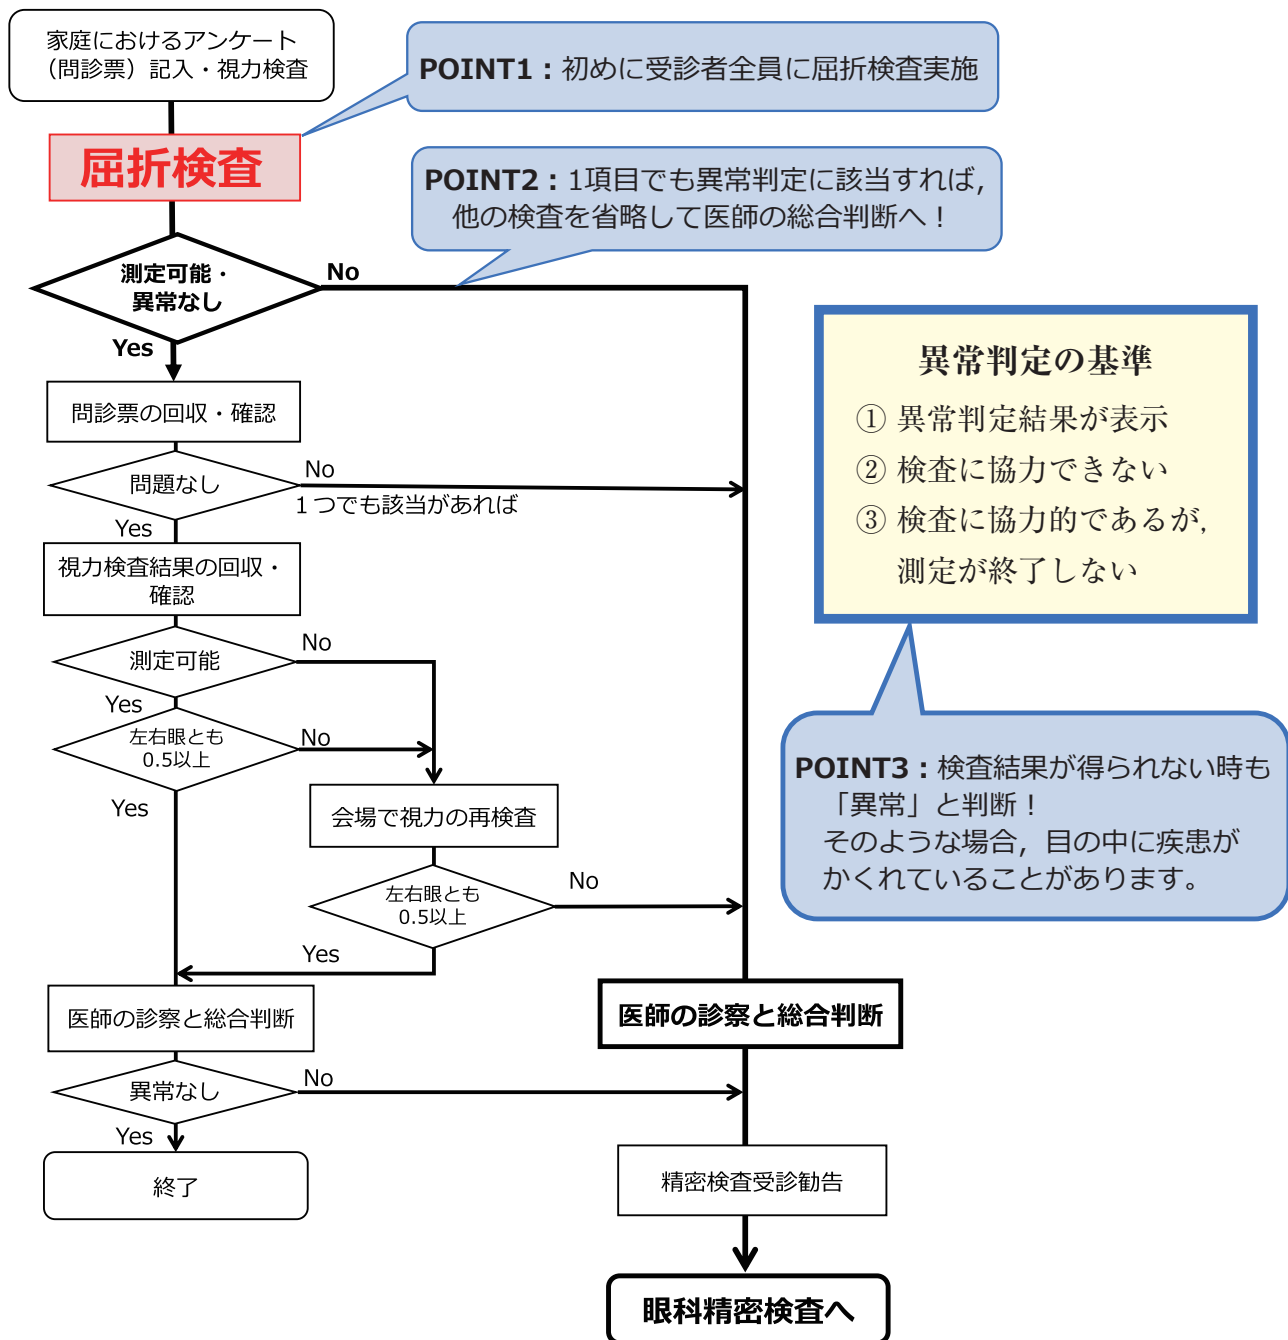 家庭におけるアンケート
（問診票）記入・視力検査
POINT1：初めに受診者全員に屈折検査実施
屈折検査
POINT2：1項目でも異常判定に該当すれば，
他の検査を省略して医師の総合判断へ！
測定可能・
異常なし
No
Yes
問診票の回収・確認
問題なし
No
１つでも該当があれば
Yes
視力検査結果の回収・
確認
測定可能
No
Yes
左右眼とも
0.5以上
No
Yes
会場で視力の再検査
左右眼とも
0.5以上
No
Yes
医師の診察と総合判断
異常なし
No
Yes
終了
医師の診察と総合判断
精密検査受診勧告
眼科精密検査へ
異常判定の基準
① 異常判定結果が表示
② 検査に協力できない
③ 検査に協力的であるが，
測定が終了しない
POINT3：検査結果が得られない時も
「異常」と判断！
そのような場合，目の中に疾患が
かくれていることがあります。